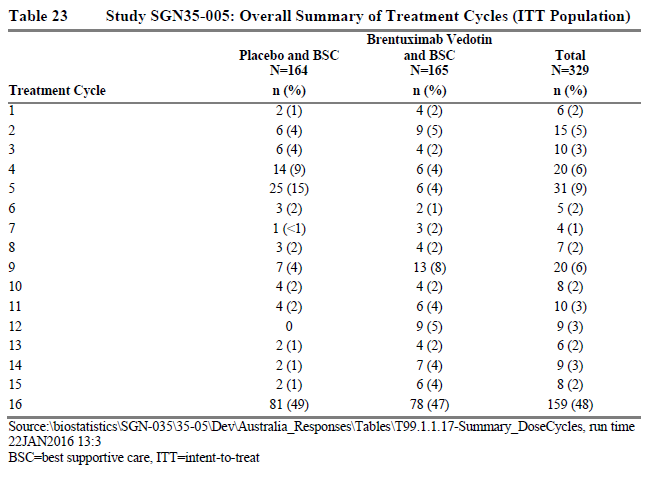 Table 23 Study SGN35-005: Overall Summary of Treatment Cycles (ITT Population)
Brentuximab Vedotin
Placebo and BSC and BSC Total
N=164 N=165 N=329
Treatment Cycle n (%) n (%) n (%)
1 2 (1) 4 (2) 6 (2)
2 6 (4) 9 (5) 15 (5)
3 6 (4) 4 (2) 10 (3)
4 14 (9) 6 (4) 20 (6)
5 25 (15) 6 (4) 31 (9)
6 3 (2) 2 (1) 5 (2)
7 1 (<1) 3 (2) 4 (1)
8 3 (2) 4 (2) 7 (2)
9 7 (4) 13 (8) 20 (6)
10 4 (2) 4 (2) 8 (2)
11 4 (2) 6 (4) 10 (3)
12 0 9 (5) 9 (3)
13 2 (1) 4 (2) 6 (2)
14 2 (1) 7 (4) 9 (3)
15 2 (1) 6 (4) 8 (2)
16 81 (49) 78 (47) 159 (48)
Source:\biostatistics\SGN-035\35-05\Dev\Australia_Responses\Tables\T99.1.1.17-Summary_DoseCycles, run time
22JAN2016 13:3
BSC=best supportive care, ITT=intent-to-treat